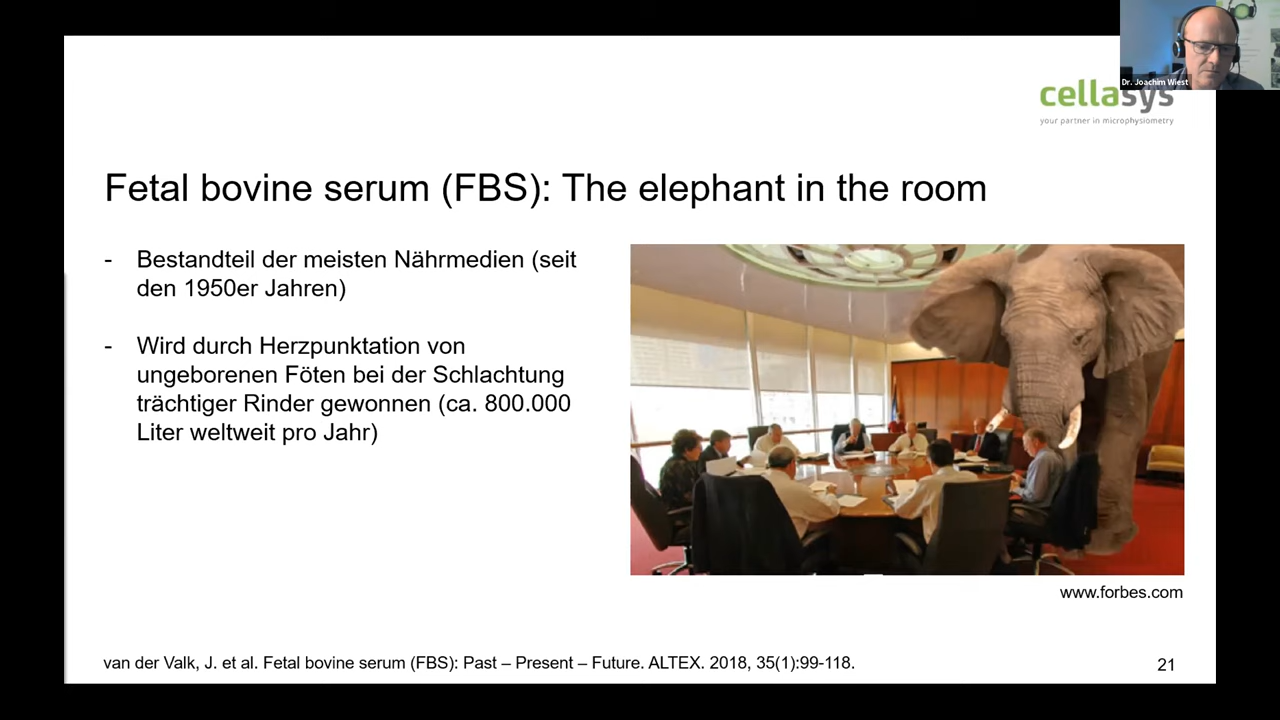 Dr. Joachim Wiest
cellasys
your partner in microphysiometry
Fetal bovine serum (FBS): The elephant in the room
- Bestandteil der meisten Nährmedien (seit
den 1950er Jahren)
- Wird durch Herzpunktation von
ungeborenen Föten bei der Schlachtung
trächtiger Rinder gewonnen (ca. 800.000
Liter weltweit pro Jahr)
www.forbes.com
van der Valk, J. et al. Fetal bovine serum (FBS): Past – Present – Future. ALTEX. 2018, 35(1):99-118.
21